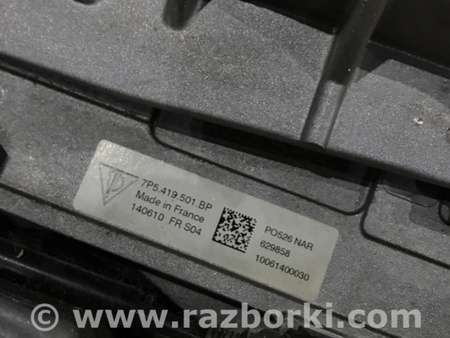 7P5.419.501.BP
Made in France
140610 FR S04
PO526 NAR
629858
10061400030
© www.razborki.com